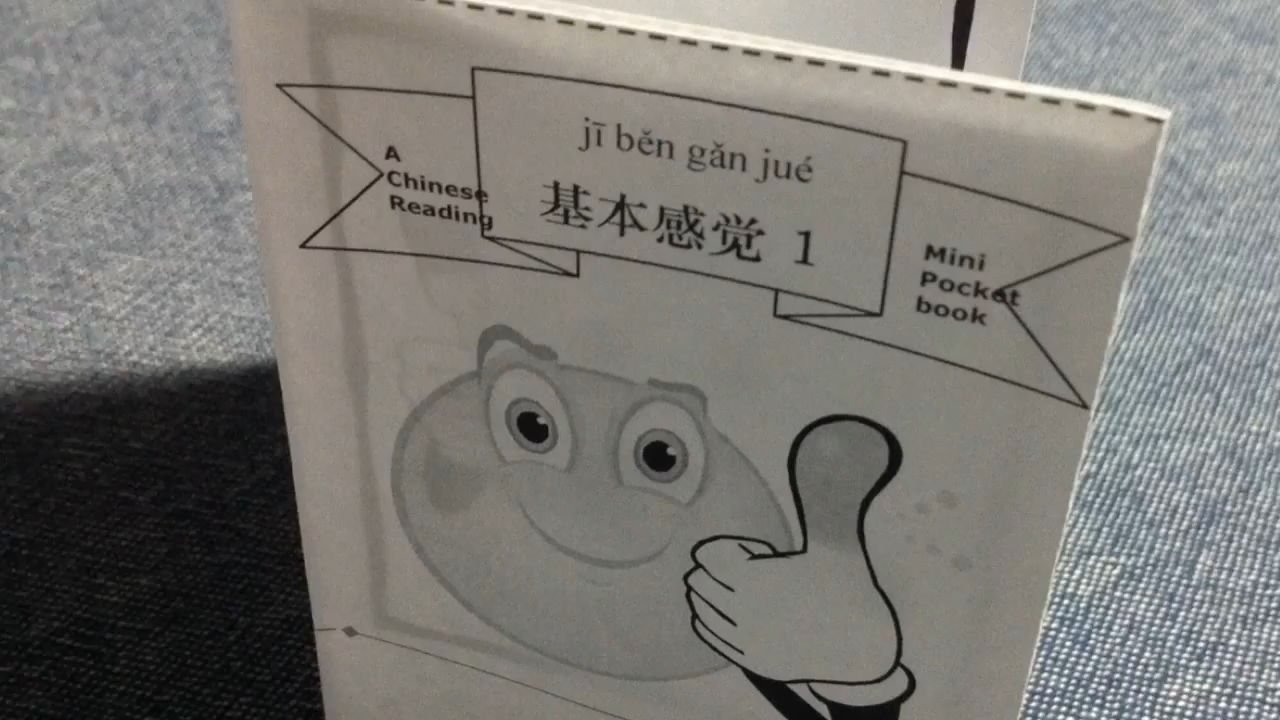 A
Chinese
Reading
jī běn gǎn jué
基本感觉 1
Mini
Pocket
book